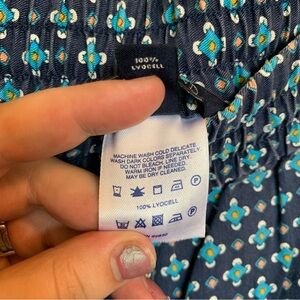 100%
LYOCELL
MACHINE WASH COLD DELICATE.
WASH DARK COLORS SEPARATELY.
DO NOT BLEACH. LINE DRY.
WARM IRON IF NEEDED.
MAY BE DRY CLEANED.
100% LYOCELL